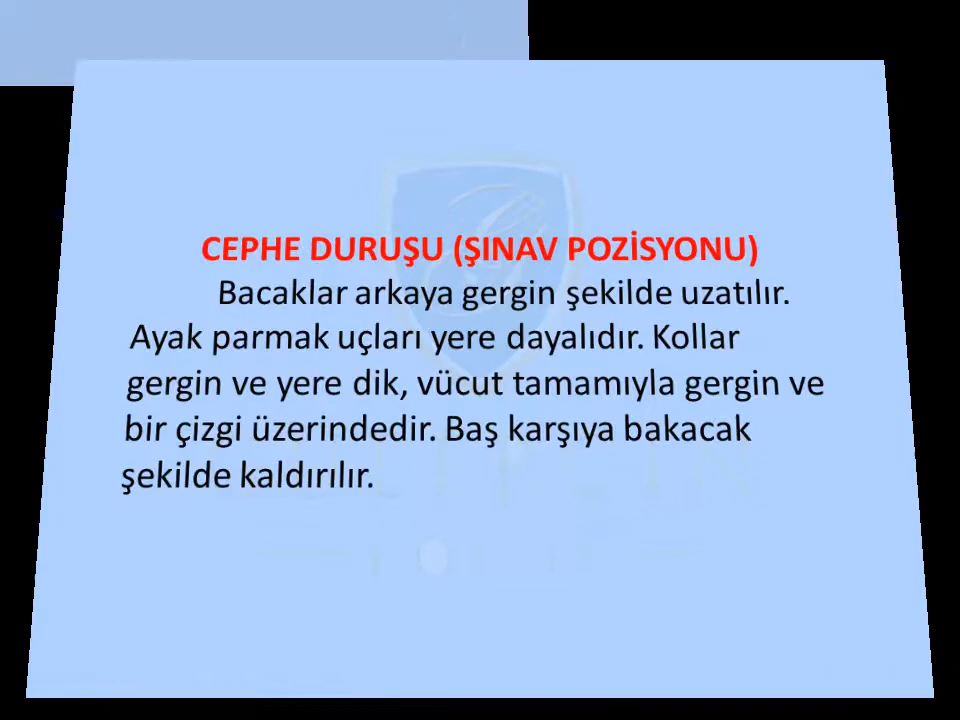 CEPHE DURUŞU (ŞINAV POZİSYONU)
Bacaklar arkaya gergin şekilde uzatılır.
Ayak parmak uçları yere dayalıdır. Kollar
gergin ve yere dik, vücut tamamıyla gergin ve
bir çizgi üzerindedir. Baş karşıya bakacak
şekilde kaldırılır.